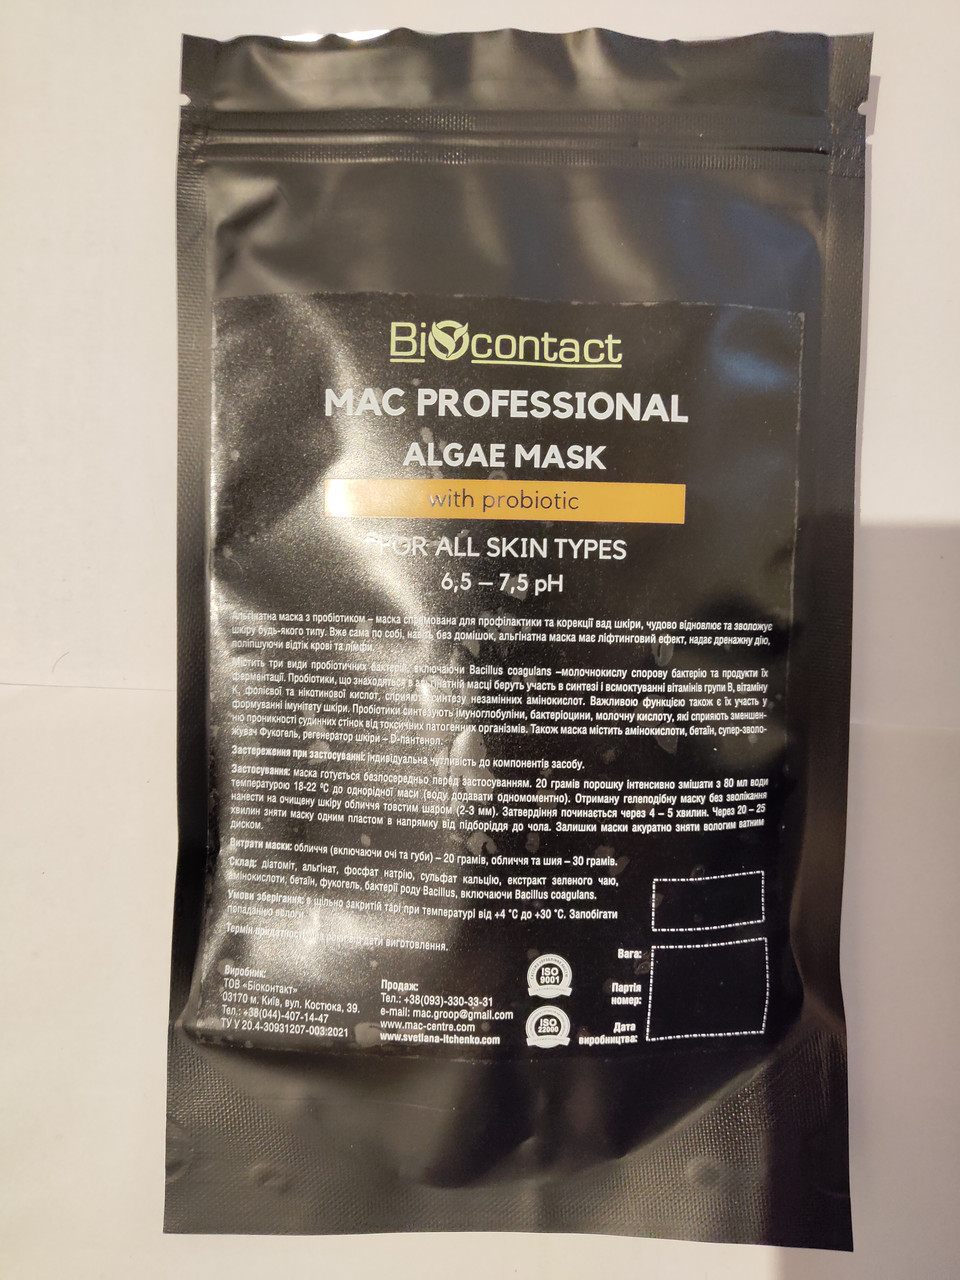 Biocontact
MAC PROFESSIONAL
ALGAE MASK
with probiotic
FOR ALL SKIN TYPES
6,5 – 7,5 pH
Альгінатна маска з пробіотиком – маска спрямована для профілактики та корекції вад шкіри, чудово відновлює та зволожує
шкіру будь-якого типу. Вже сама по собі, навіть без домішок, альгінатна маска має ліфтинговий ефект, надає дренажну дію,
поліпшуючи відтік крові та лімфи.
Містить три види пробіотичних бактерій, включаючи Bacillus coagulans –молочнокислу спорову бактерію та продукти їх
ферментації. Пробіотики, що знаходяться в альгінатній масці беруть участь в синтезі і всмоктуванні вітамінів групи В, вітаміну
К, фолієвої та нікотинової кислот, сприяють синтезу незамінних амінокислот. Важливою функцією також є їх участь у
формуванні імунітету шкіри. Пробіотики синтезують імуноглобуліни, бактеріоцини, молочну кислоту, які сприяють зменшен-
ню проникності судинних стінок від токсичних патогенних організмів. Також маска містить амінокислоти, бетаїн, супер-зволо-
жувач Фукогель, регенератор шкіри – D-пантенол.
Застереження при застосуванні: індивідуальна чутливість до компонентів засобу.
Застосування: маска готується безпосередньо перед застосуванням. 20 грамів порошку інтенсивно змішати з 80 мл води
температурою 18-22 °С до однорідної маси (воду додавати одномоментно). Отриману гелеподібну маску без зволікання
нанести на очищену шкіру обличчя товстим шаром (2-3 мм). Затвердіння починається через 4 – 5 хвилин. Через 20 – 25
хвилин зняти маску одним пластом в напрямку від підборіддя до чола. Залишки маски акуратно зняти вологим ватним
диском.
Витрати маски: обличчя (включаючи очі та губи) – 20 грамів, обличчя та шия – 30 грамів.
Склад: діатоміт, альгінат, фосфат натрію, сульфат кальцію, екстракт зеленого чаю,
амінокислоти, бетаїн, фукогель, бактерії роду Bacillus, включаючи Bacillus coagulans.
Умови зберігання: в щільно закритій тарі при температурі від +4 °С до +30 °С. Запобігати
попаданню вологи.
Термін придатності: дати виготовлення.
Виробник:
ТОВ «Біоконтакт»
03170 м. Київ, вул. Костюка, 39.
Тел.: +38(044)-407-14-47
ТУ У 20.4-30931207-003:2021
Продаж:
Тел.: +38(093)-330-33-31
e-mail: mac.groop@gmail.com
www.mac-centre.com
www.svetlana-itchenko.com
ISO
9001
ISO
22000
Вага:
Партія
номер:
Дата
виробництва: